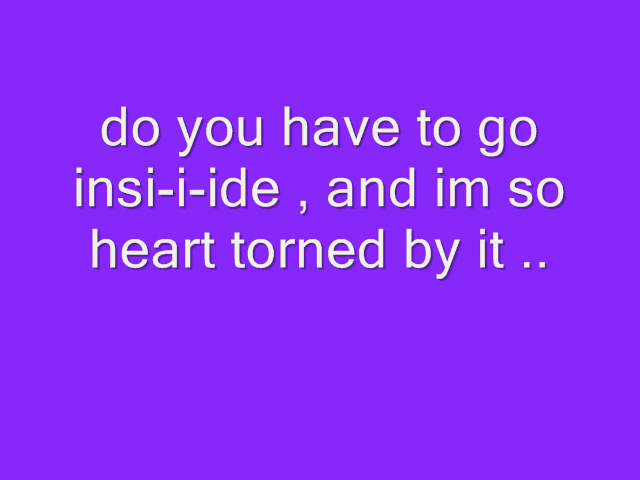 do you have to go
insi-i-ide , and im so
heart torned by it ..